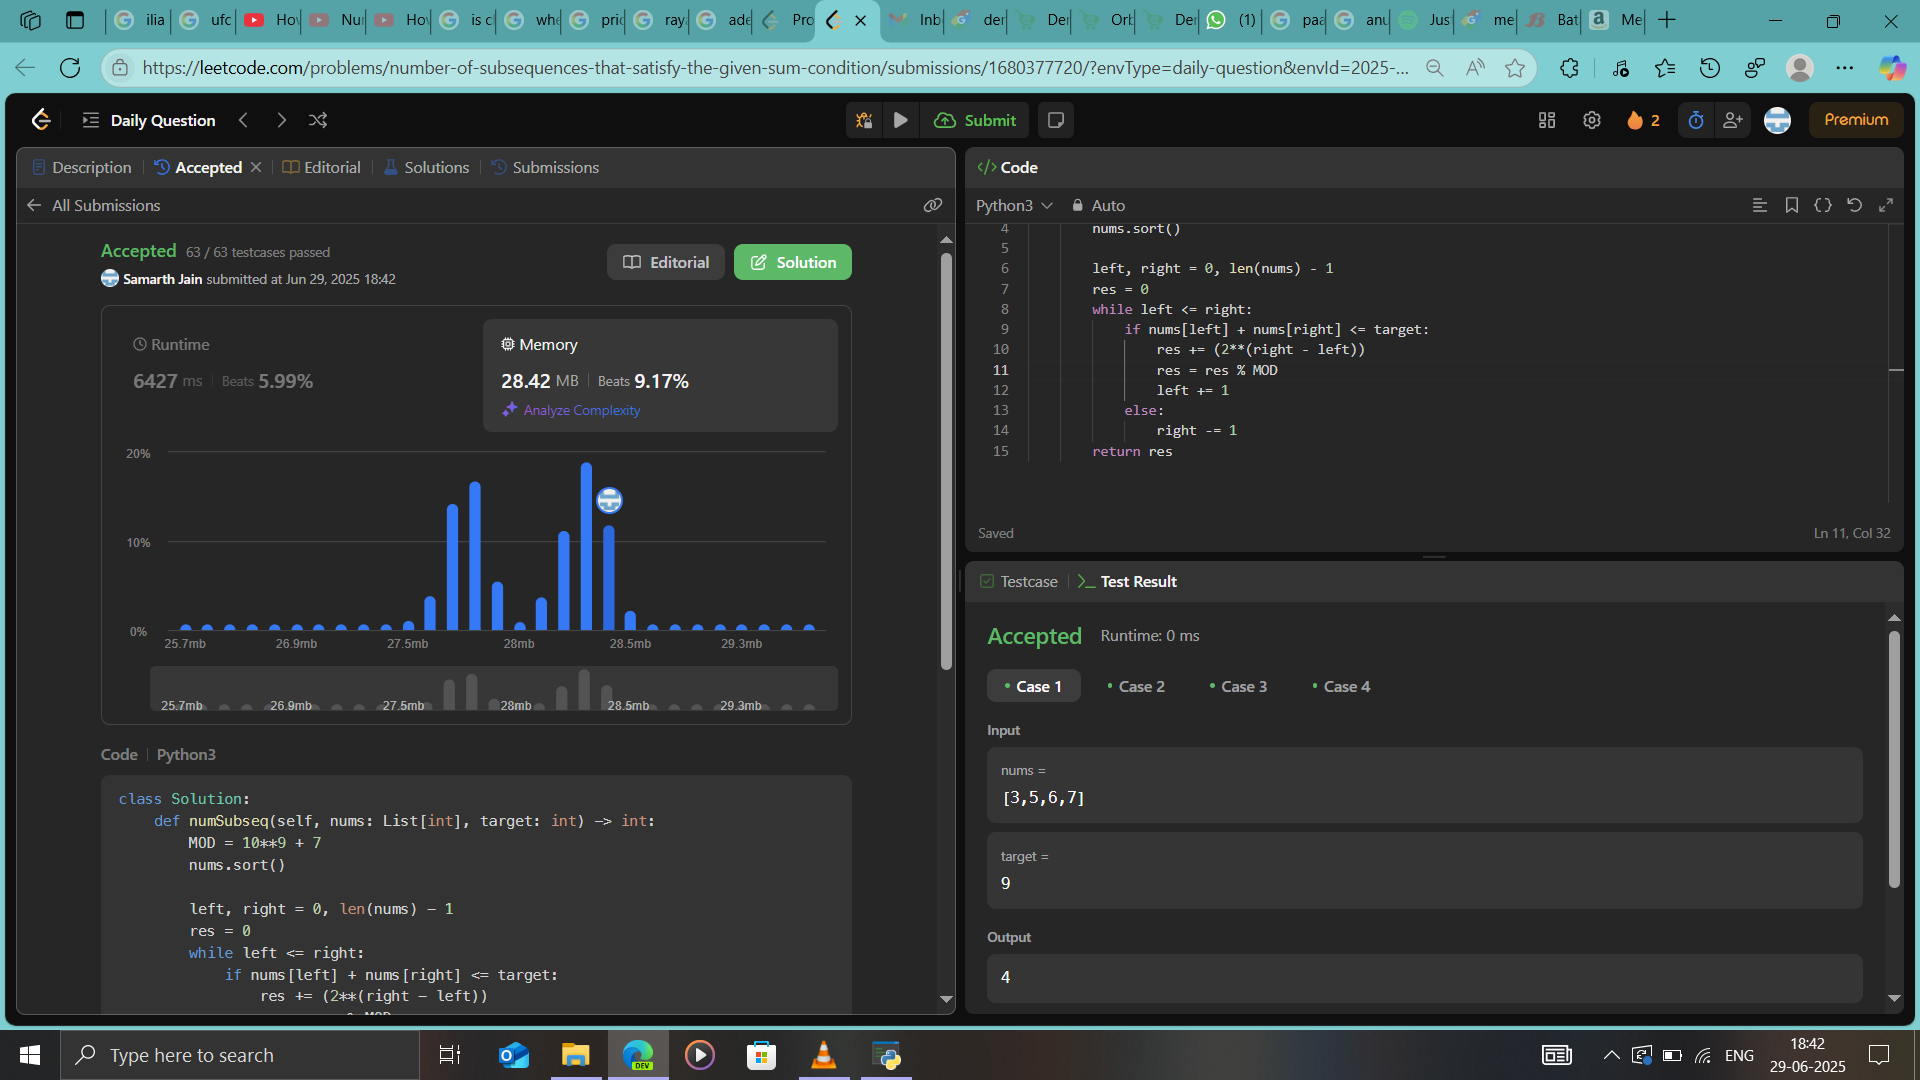 ilia
ufc
Hov
Nur
Hov
is c
whe
pric
ray
ade
Pro
Inb
der
Der
Orb
Der
(1)
paa
anu
Jus
me
Bat
Me
https://leetcode.com/problems/number-of-subsequences-that-satisfy-the-given-sum-condition/submissions/1680377720/?envType=daily-question&envId=2025-...
Daily Question
Submit
2
Premium
Description
Accepted
Editorial
Solutions
Submissions
All Submissions
Accepted 63 / 63 testcases passed
Samarth Jain submitted at Jun 29, 2025 18:42
Editorial
Solution
Runtime
6427 ms Beats 5.99%
Memory
28.42 MB Beats 9.17%
Analyze Complexity
20%
10%
0%
25.7mb 26.9mb 27.5mb 28mb 28.5mb 29.3mb
25.7mb 26.9mb 27.5mb 28mb 28.5mb 29.3mb
Code Python3
class Solution:
def numSubseq(self, nums: List[int], target: int) -> int:
MOD = 10**9 + 7
nums.sort()
left, right = 0, len(nums) - 1
res = 0
while left <= right:
if nums[left] + nums[right] <= target:
res += (2**(right - left))
</> Code
Python3 Auto
4 nums.sort()
5
6 left, right = 0, len(nums) - 1
7 res = 0
8 while left <= right:
9 if nums[left] + nums[right] <= target:
10 res += (2**(right - left))
11 res = res % MOD
12 left += 1
13 else:
14 right -= 1
15 return res
Saved
Ln 11, Col 32
Testcase
Test Result
Accepted Runtime: 0 ms
Case 1 Case 2 Case 3 Case 4
Input
nums =
[3,5,6,7]
target =
9
Output
4
Type here to search
DEV
ENG
18:42
29-06-2025